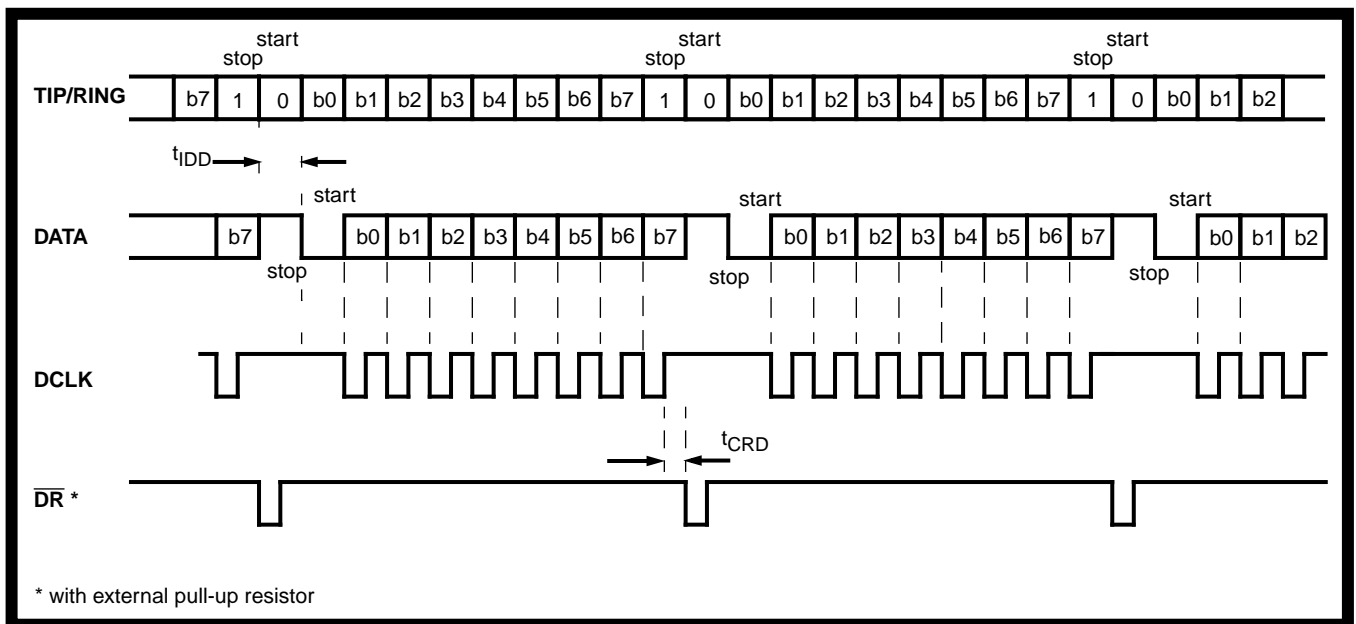 start start start
stop stop stop
TIP/RING b7 1 0 b0 b1 b2 b3 b4 b5 b6 b7 1 0 b0 b1 b2 b3 b4 b5 b6 b7 1 0 b0 b1 b2
tIDD
start start start
DATA b7 b0 b1 b2 b3 b4 b5 b6 b7 b0 b1 b2 b3 b4 b5 b6 b7 b0 b1 b2
stop stop stop
DCLK
tCRD
DR *
* with external pull-up resistor